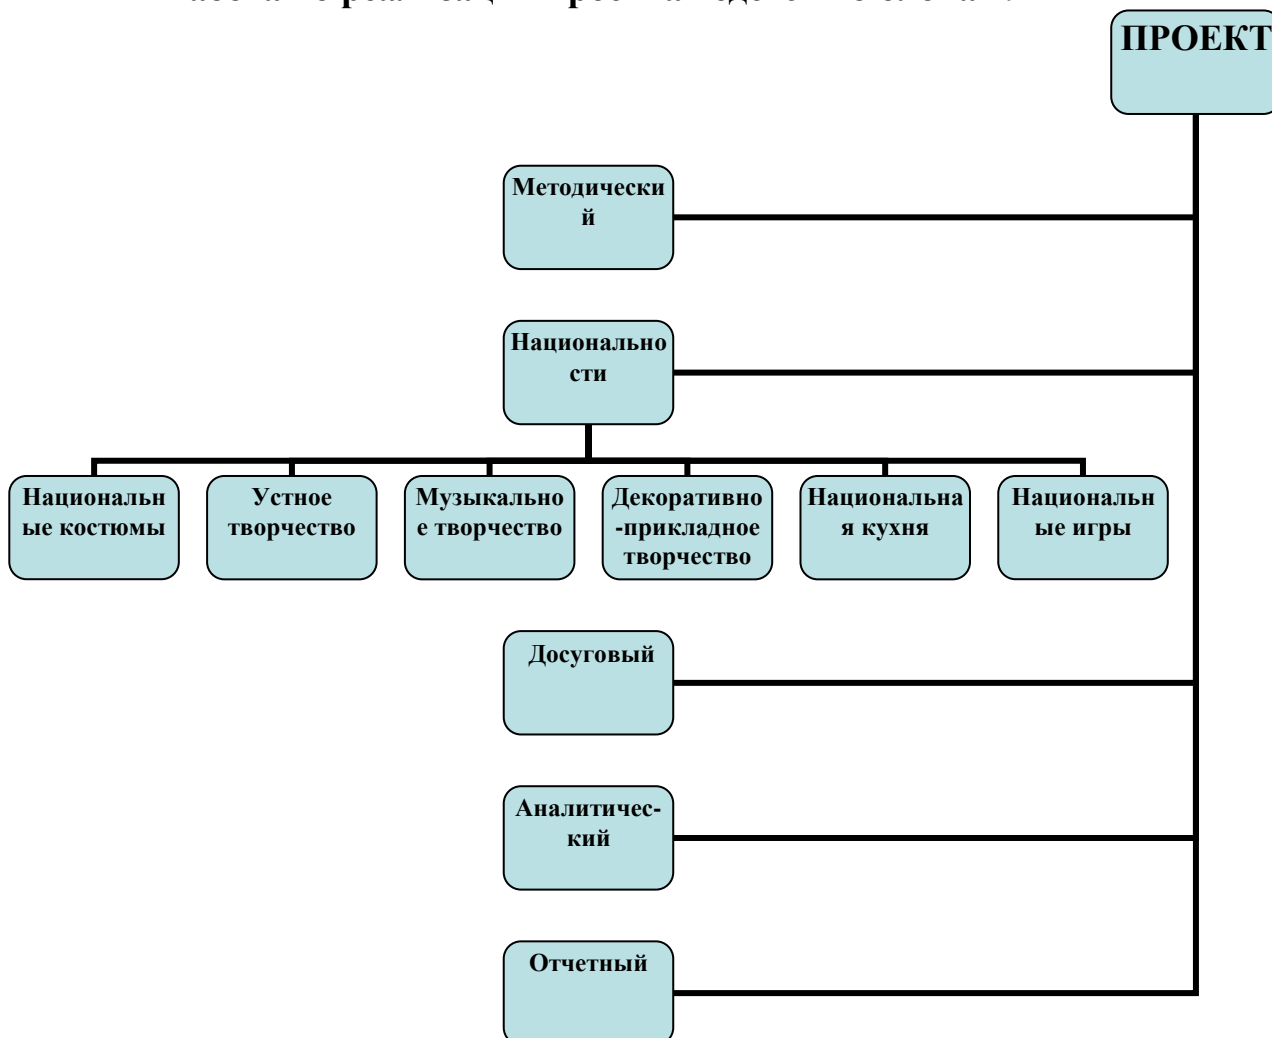 ПРОЕКТ
Методически
й
Национально
сти
Национальн
ые костюмы
Устное
творчество
Музыкально
е творчество
Декоративно
-прикладное
творчество
Национальна
я кухня
Национальн
ые игры
Досуговый
Аналитичес-
кий
Отчетный